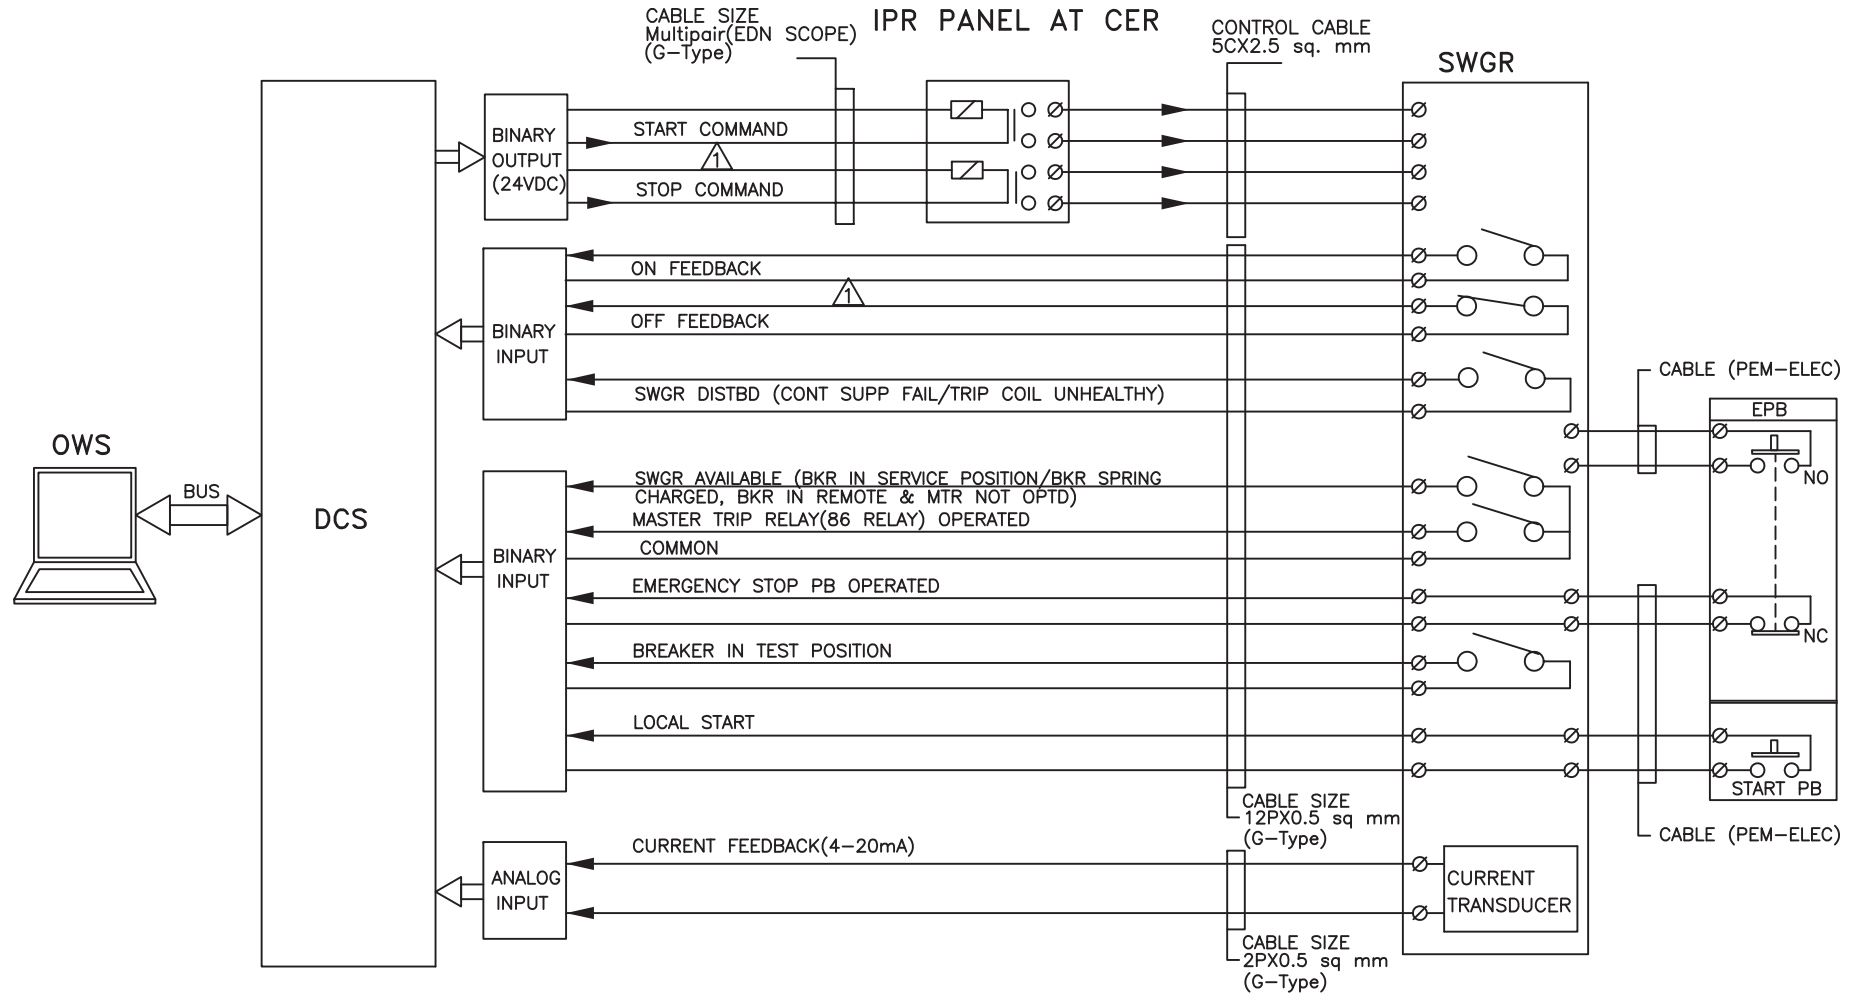 CABLE SIZE
Multipair(EDN SCOPE)
(G-Type)
IPR PANEL AT CER
CONTROL CABLE
5CX2.5 sq. mm
SWGR
BINARY
OUTPUT
(24VDC)
START COMMAND
1
STOP COMMAND
BINARY
INPUT
ON FEEDBACK
1
OFF FEEDBACK
SWGR DISTBD (CONT SUPP FAIL/TRIP COIL UNHEALTHY)
CABLE (PEM-ELEC)
EPB
NO
NC
START PB
CABLE (PEM-ELEC)
OWS
BUS
DCS
BINARY
INPUT
SWGR AVAILABLE (BKR IN SERVICE POSITION/BKR SPRING
CHARGED, BKR IN REMOTE & MTR NOT OPTD)
MASTER TRIP RELAY(86 RELAY) OPERATED
COMMON
EMERGENCY STOP PB OPERATED
BREAKER IN TEST POSITION
LOCAL START
CABLE SIZE
12PX0.5 sq mm
(G-Type)
ANALOG
INPUT
CURRENT FEEDBACK(4-20mA)
CURRENT
TRANSDUCER
CABLE SIZE
2PX0.5 sq mm
(G-Type)